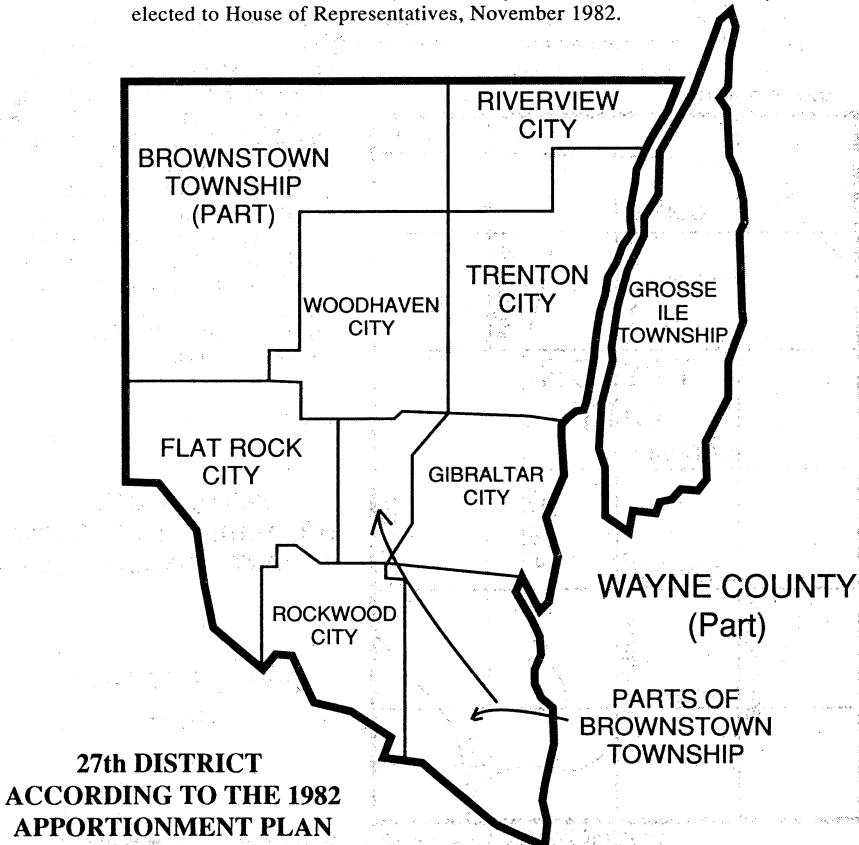 elected to House of Representatives, November 1982.
RIVERVIEW
CITY
BROWNSTOWN
TOWNSHIP
(PART)
TRENTON
CITY
WOODHAVEN
CITY
GROSSE
ILE
TOWNSHIP
FLAT ROCK
CITY
GIBRALTAR
CITY
WAYNE COUNTY
(Part)
ROCKWOOD
CITY
PARTS OF
BROWNSTOWN
TOWNSHIP
27th DISTRICT
ACCORDING TO THE 1982
APPORTIONMENT PLAN